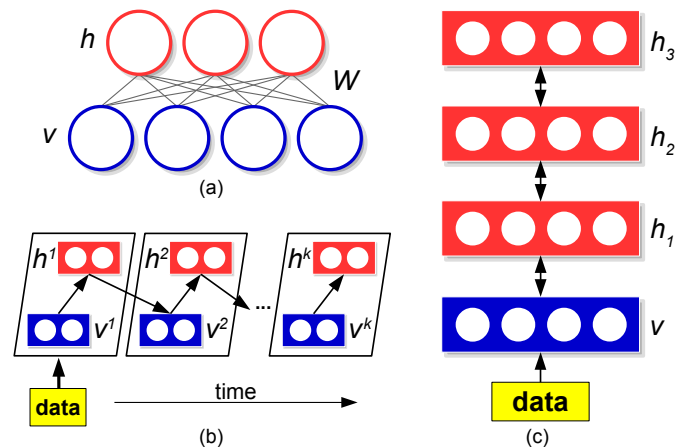 h
W
v
(a)
h¹ h² hᵏ
v¹ v² ... vᵏ
data
time
(b)
h₃
h₂
h₁
v
data
(c)